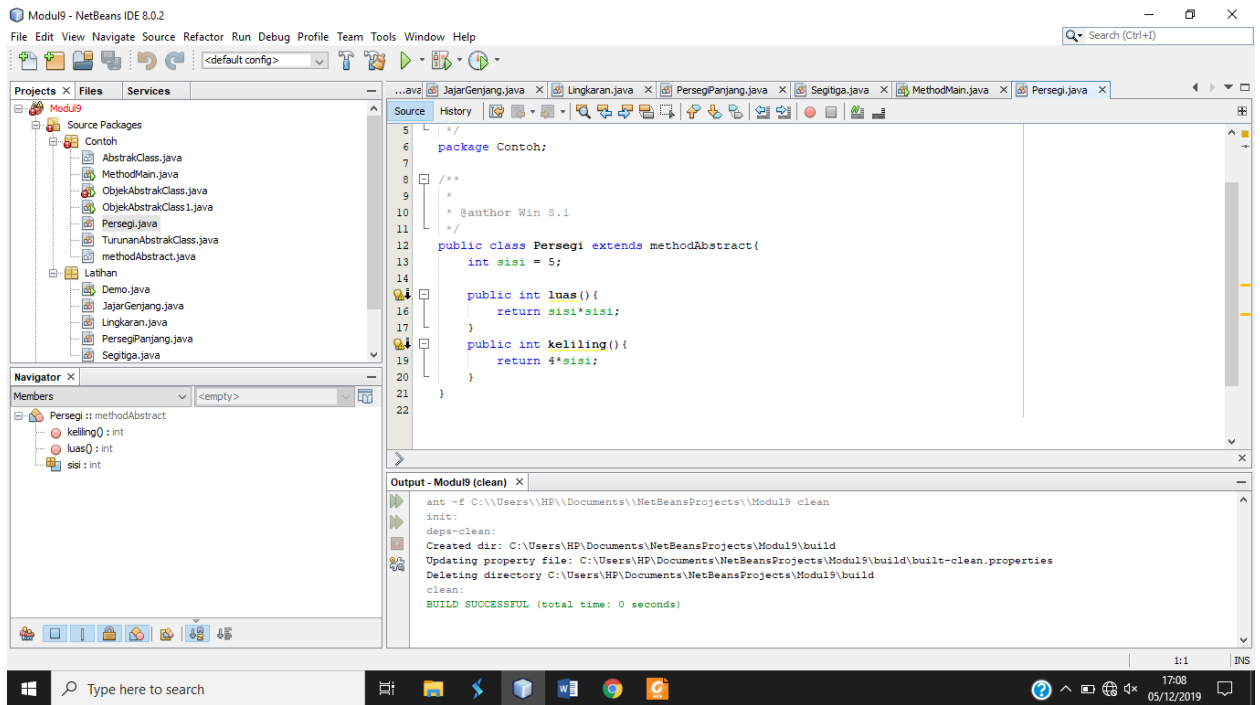 Modul9 - NetBeans IDE 8.0.2
File Edit View Navigate Source Refactor Run Debug Profile Team Tools Window Help
Search (Ctrl+I)
<default config>
Projects Files Services
Modul9
Source Packages
Contoh
AbstrakClass.java
MethodMain.java
ObjekAbstrakClass.java
ObjekAbstrakClass1.java
Persegi.java
TurunanAbstrakClass.java
methodAbstract.java
Latihan
Demo.java
JajarGenjang.java
Lingkaran.java
PersegiPanjang.java
Segitiga.java
Navigator
Members <empty>
Persegi :: methodAbstract
keliling() : int
luas() : int
sisi : int
...ava JajarGenjang.java Lingkaran.java PersegiPanjang.java Segitiga.java MethodMain.java Persegi.java
Source History
5 */
6 package Contoh;
7
8 /**
9 *
10 * @author Win 8.1
11 */
12 public class Persegi extends methodAbstract{
13 int sisi = 5;
14
public int luas(){
16 return sisi*sisi;
17 }
public int keliling(){
19 return 4*sisi;
20 }
21 }
22
Output - Modul9 (clean)
ant -f C:\\Users\\HP\\Documents\\NetBeansProjects\\Modul9 clean
init:
deps-clean:
Created dir: C:\Users\HP\Documents\NetBeansProjects\Modul9\build
Updating property file: C:\Users\HP\Documents\NetBeansProjects\Modul9\build\built-clean.properties
Deleting directory C:\Users\HP\Documents\NetBeansProjects\Modul9\build
clean:
BUILD SUCCESSFUL (total time: 0 seconds)
1:1 INS
Type here to search
17:08
05/12/2019